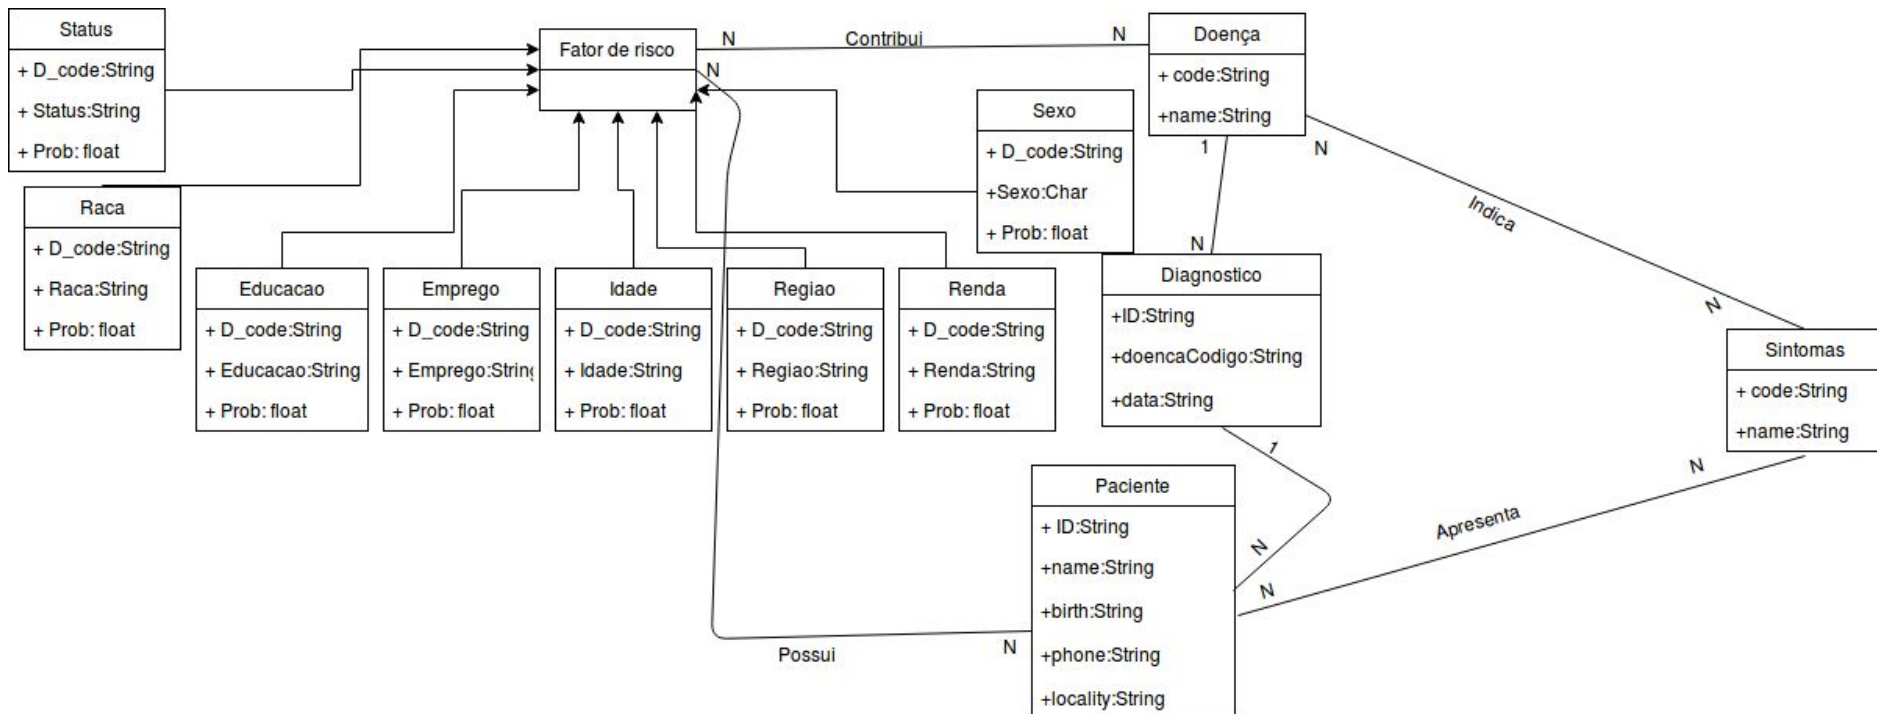 Status
+ D_code:String
+ Status:String
+ Prob: float
Raca
+ D_code:String
+ Raca:String
+ Prob: float
Fator de risco
N
Contribui
N
N
Doença
+ code:String
+name:String
Sexo
+ D_code:String
+Sexo:Char
+ Prob: float
1
N
N
Indica
N
Educacao
+ D_code:String
+ Educacao:String
+ Prob: float
Emprego
+ D_code:String
+ Emprego:String
+ Prob: float
Idade
+ D_code:String
+ Idade:String
+ Prob: float
Regiao
+ D_code:String
+ Regiao:String
+ Prob: float
Renda
+ D_code:String
+ Renda:String
+ Prob: float
Diagnostico
+ID:String
+doencaCodigo:String
+data:String
Sintomas
+ code:String
+name:String
1
N
N
Apresenta
N
Paciente
+ ID:String
+name:String
+birth:String
+phone:String
+locality:String
Possui
N